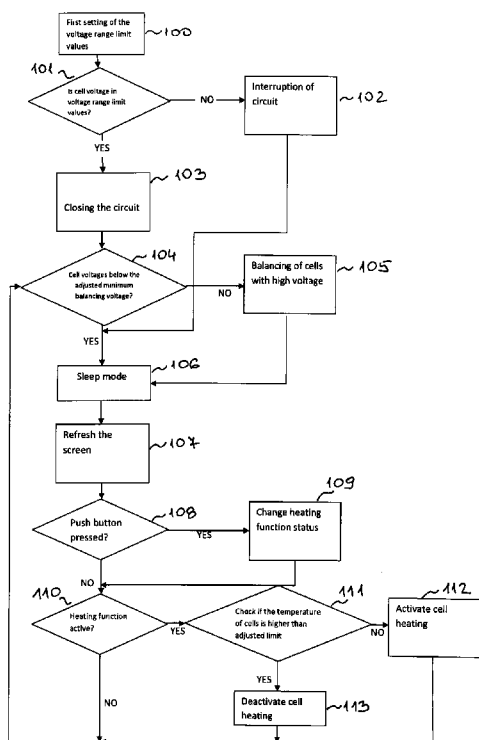 First setting of the
voltage range limit
values
100
101
Is cell voltage in
voltage range limit
values?
NO
Interruption of
circuit
102
YES
103
Closing the circuit
104
Cell voltages below the
adjusted minimum
balancing voltage?
NO
Balancing of cells
with high voltage
105
YES
Sleep mode
106
Refresh the
screen
107
Push button
pressed?
108
YES
109
Change heating
function status
NO
110
Heating function
active?
YES
111
Check if the temperature
of cells is higher than
adjusted limit
NO
112
Activate cell
heating
YES
NO
Deactivate cell
heating
113